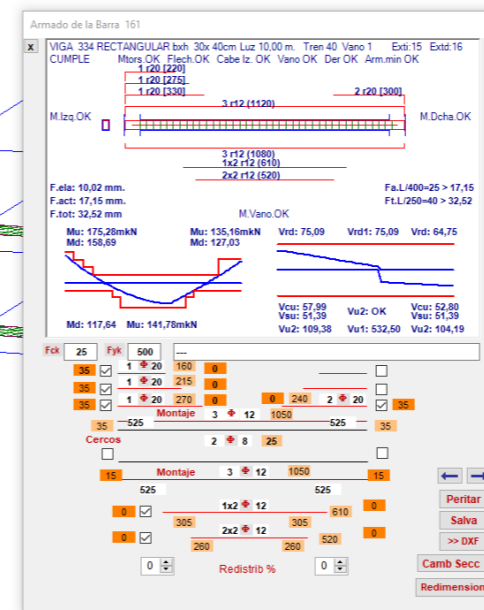 Armado de la Barra 161
x
VIGA 334 RECTANGULAR bxh 30x 40cm Luz 10,00 m. Tren 40 Vano 1 Exti:15 Extd:16
CUMPLE Mtors.OK Flech.OK Cabe Iz. OK Vano OK Der OK Arm.min OK
1 r20 [220]
1 r20 [275]
1 r20 [330] 2 r20 [300]
3 r12 (1120)
M.Izq.OK M.Dcha.OK
3 r12 (1080)
1x2 r12 (610)
2x2 r12 (520)
F.ela: 10,02 mm. Fa.L/400=25 > 17,15
F.act: 17,15 mm. Ft.L/250=40 > 32,52
F.tot: 32,52 mm M.Vano.OK
Mu: 175,28mkN Mu: 135,16mkN Vrd: 75,09 Vrd1: 75,09 Vrd: 64,75
Md: 158,69 Md: 127,03
Vcu: 57,99 Vu2: OK Vcu: 52,80
Vsu: 51,39 Vsu: 51,39
Md: 117,64 Mu: 141,78mkN Vu2: 109,38 Vu1: 532,50 Vu2: 104,19
Fck 25 Fyk 500 ---
35 1 Φ 20 160 0
35 1 Φ 20 215 0
35 1 Φ 20 270 0 0 240 2 Φ 20 35
Montaje 3 Φ 12 1050
35 525 525 35
Cercos 2 Φ 8 25
15 Montaje 3 Φ 12 1050 15
525 525
0 1x2 Φ 12 610 0
305 305
0 2x2 Φ 12 520 0
260 260
0 Redistrib % 0
Peritar
Salva
>> DXF
Camb Secc
Redimension